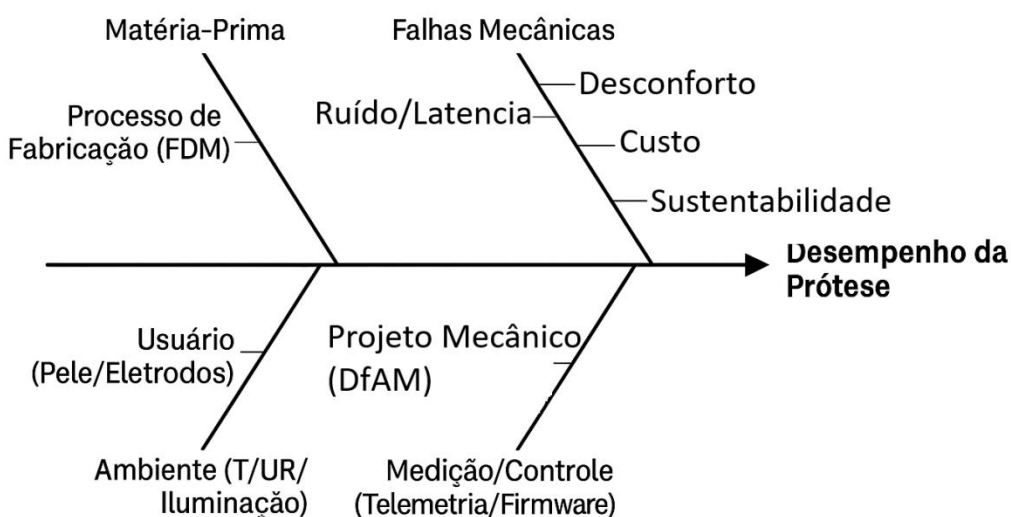 Matéria-Prima
Falhas Mecânicas
Processo de
Fabricação (FDM)
Ruído/Latencia
Desconforto
Custo
Sustentabilidade
Desempenho da
Prótese
Usuário
(Pele/Eletrodos)
Projeto Mecânico
(DfAM)
Ambiente (T/UR/
Iluminação)
Medição/Controle
(Telemetria/Firmware)